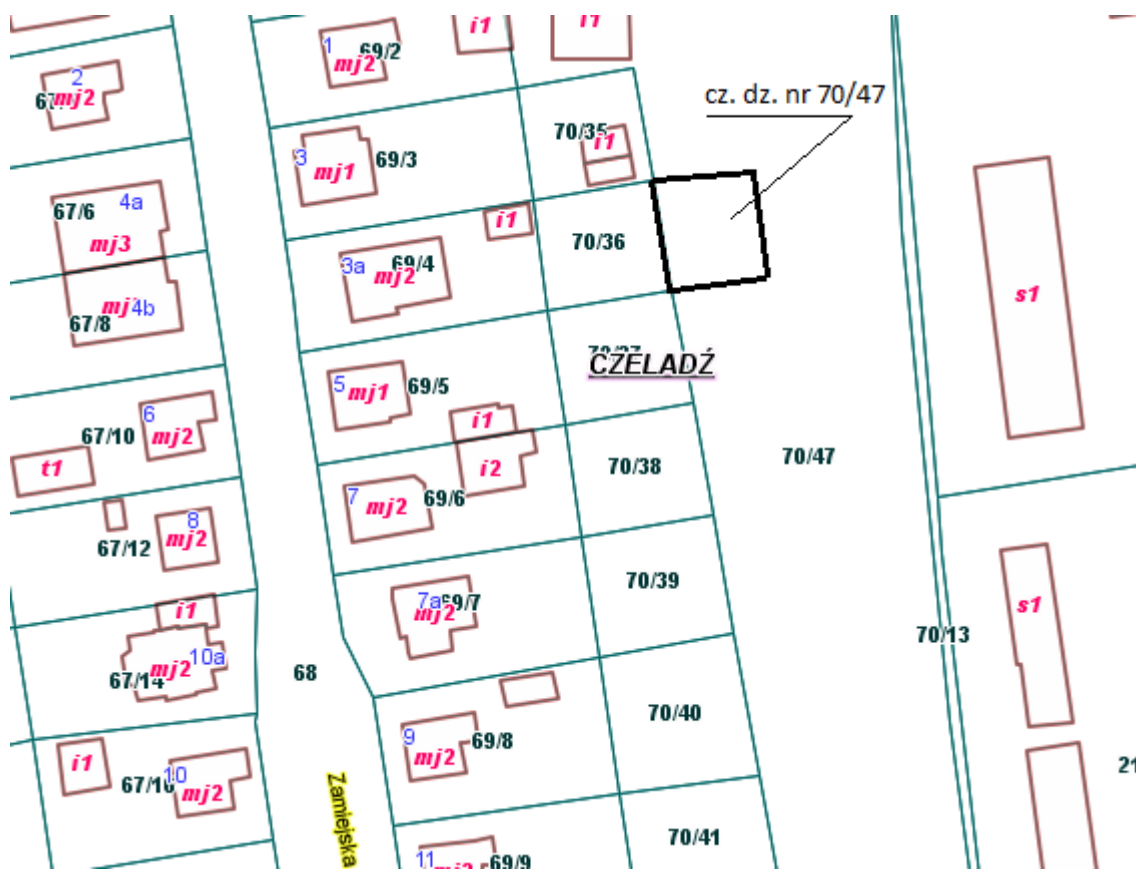 i1
i1
1
69/2
mj2
2
mj2
cz. dz. nr 70/47
70/35
i1
3
mj1
69/3
67/6
4a
mj3
i1
70/36
3a
69/4
mj2
s1
4b
67/8
CZELADŹ
5
mj1
69/5
6
67/10
mj2
i1
t1
i2
70/38
70/47
7
mj2
69/6
8
mj2
67/12
70/39
7a
69/7
mj2
i1
s1
70/13
mj2
10a
67/14
68
70/40
9
mj2
69/8
i1
10
mj2
21
Zamiejska
70/41
11
69/9